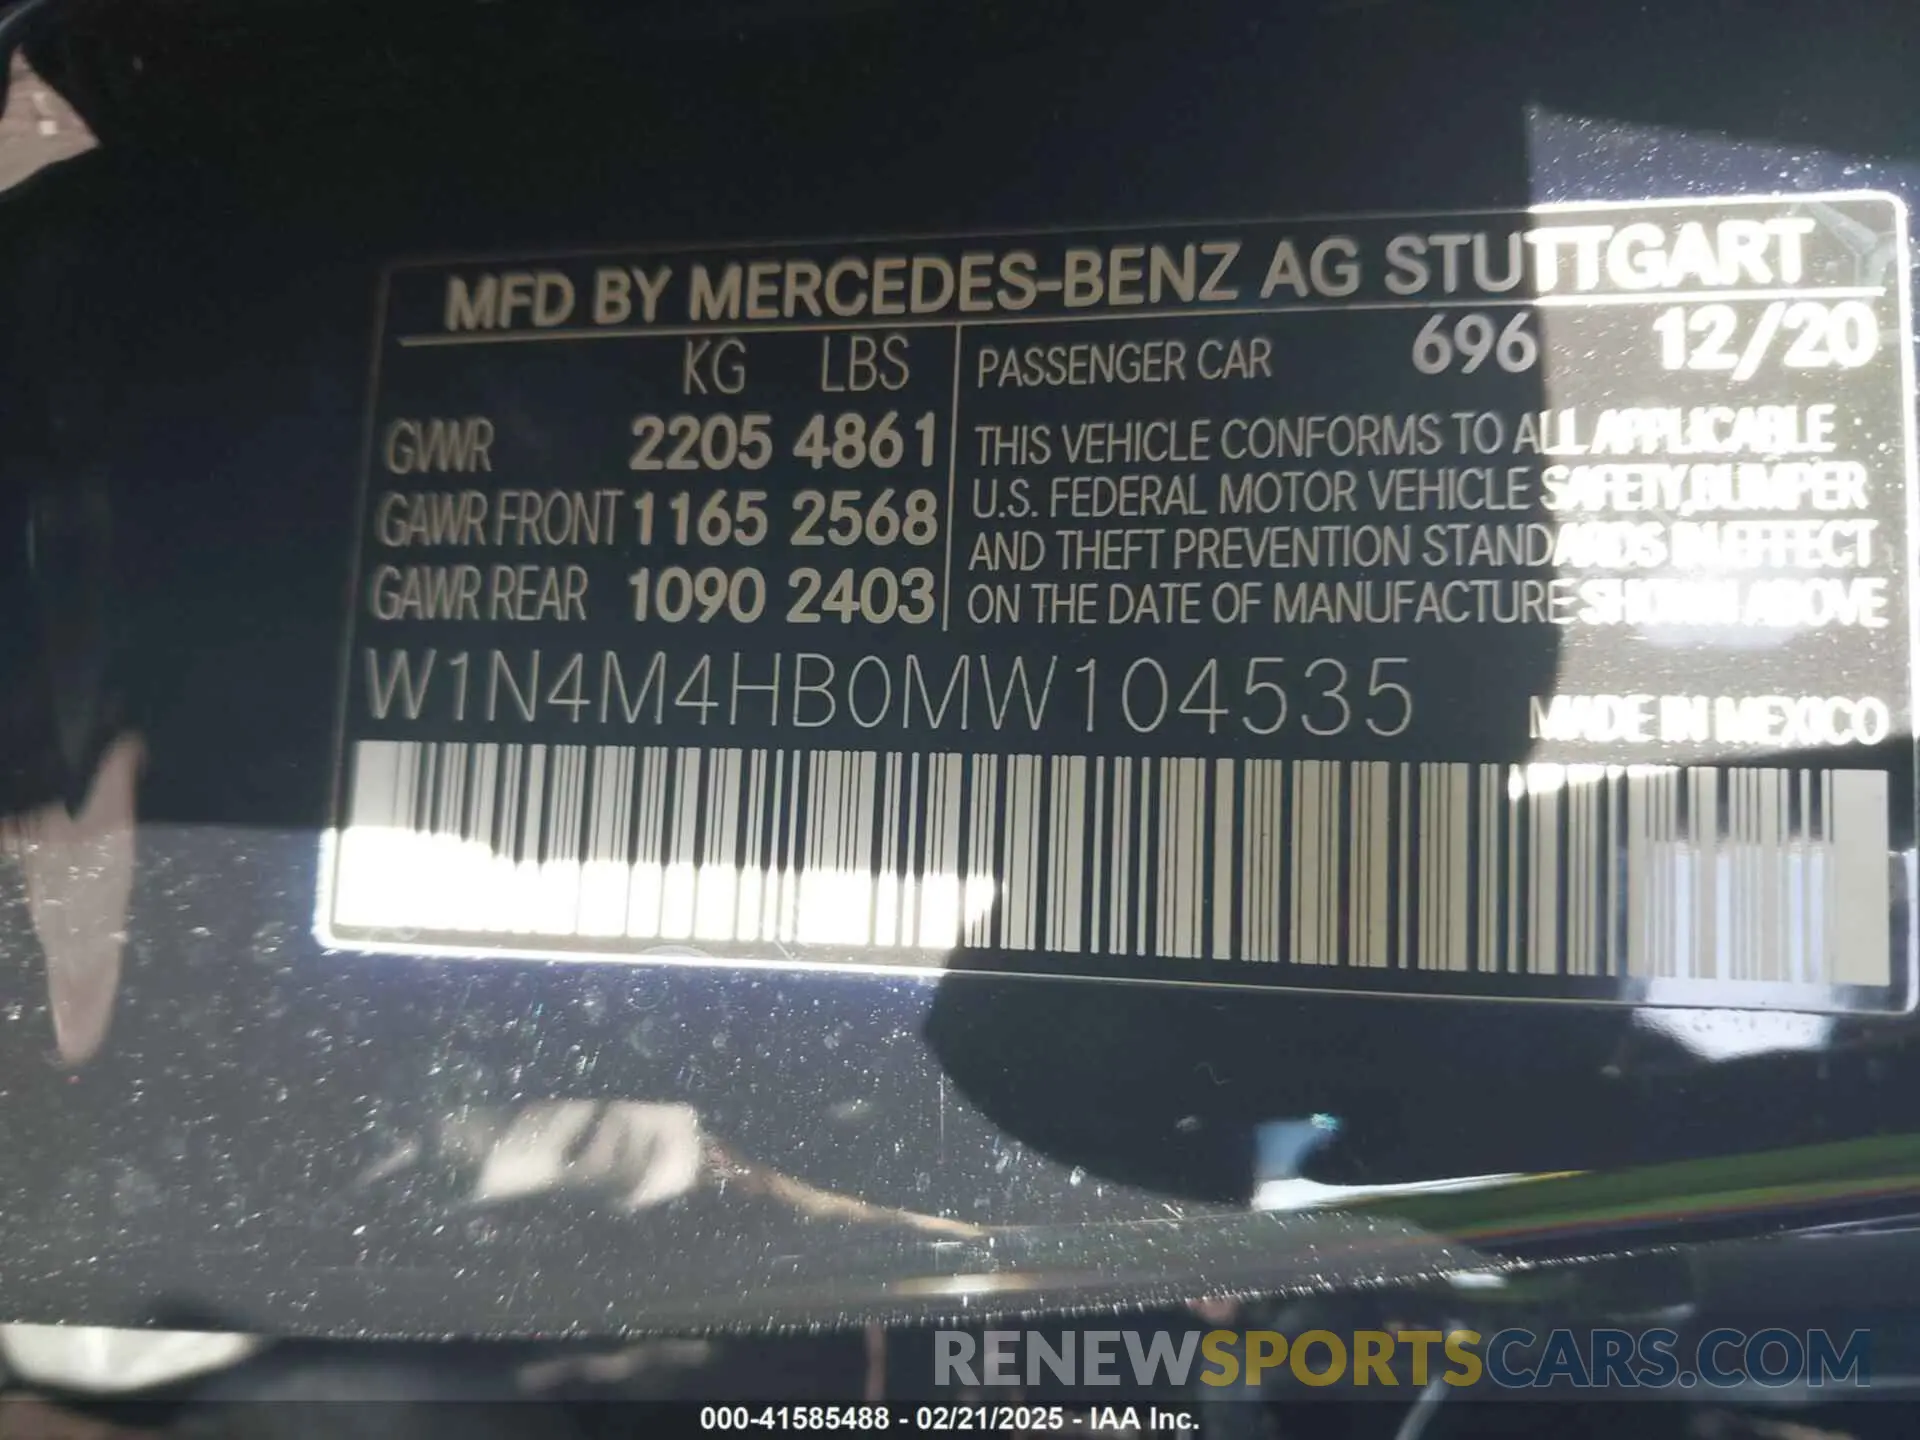 MFD BY MERCEDES-BENZ AG STUTTGART
KG LBS
PASSENGER CAR 696 12/20
GVWR 2205 4861
GAWR FRONT 1165 2568
GAWR REAR 1090 2403
THIS VEHICLE CONFORMS TO ALL APPLICABLE
U.S. FEDERAL MOTOR VEHICLE SAFETY,BUMPER
AND THEFT PREVENTION STANDARDS IN EFFECT
ON THE DATE OF MANUFACTURE SHOWN ABOVE
W1N4M4HB0MW104535
MADE IN MEXICO
RENEWSPORTSCARS.COM
000-41585488 - 02/21/2025 - IAA Inc.